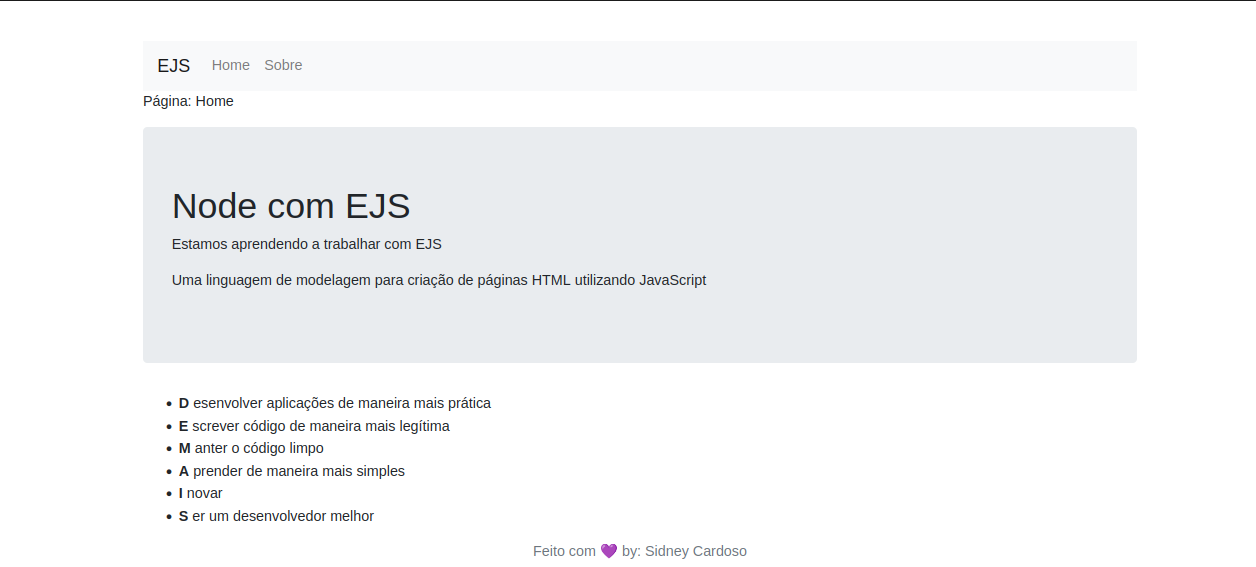 EJS Home Sobre
Página: Home
Node com EJS
Estamos aprendendo a trabalhar com EJS
Uma linguagem de modelagem para criação de páginas HTML utilizando JavaScript
• D esenvolver aplicações de maneira mais prática
• E screver código de maneira mais legítima
• M anter o código limpo
• A prender de maneira mais simples
• I novar
• S er um desenvolvedor melhor
Feito com 💜 by: Sidney Cardoso